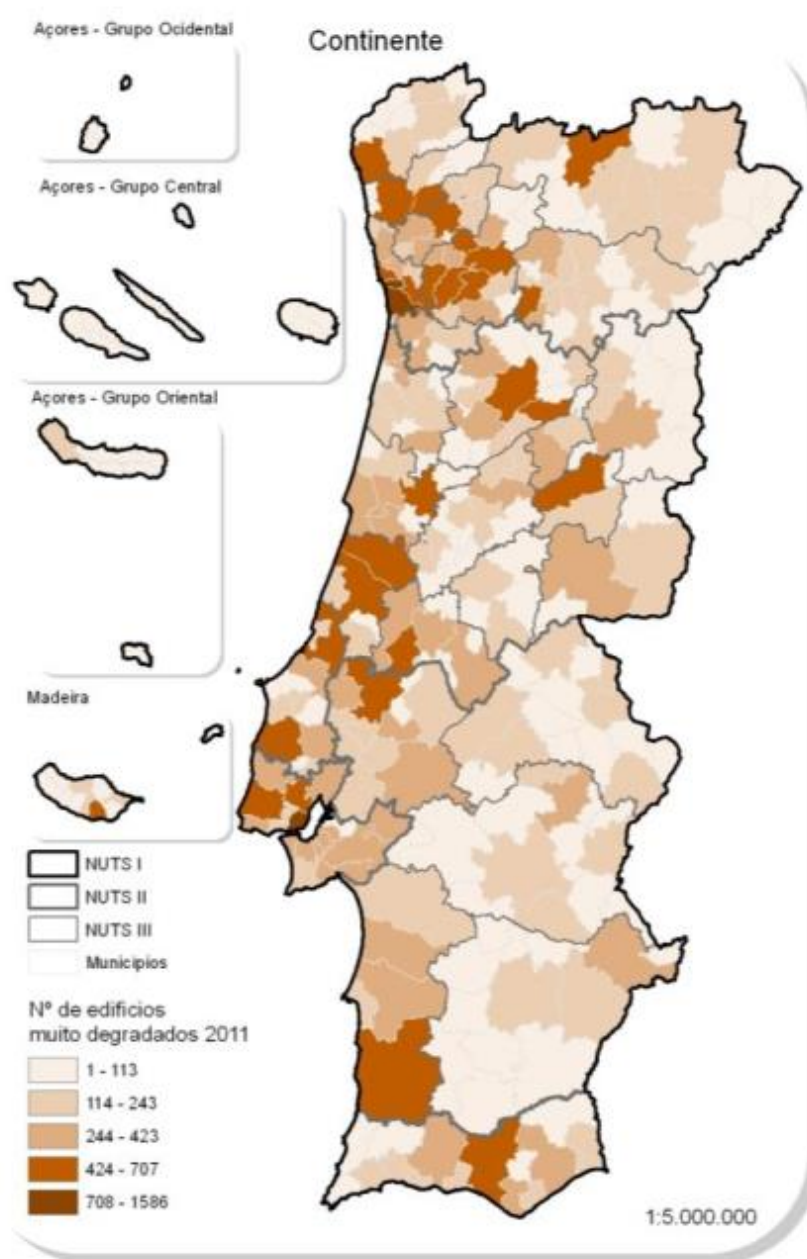 Açores - Grupo Ocidental
Continente
Açores - Grupo Central
Açores - Grupo Oriental
Madeira
NUTS I
NUTS II
NUTS III
Municípios
Nº de edifícios
muito degradados 2011
1 - 113
114 - 243
244 - 423
424 - 707
708 - 1586
1:5.000.000